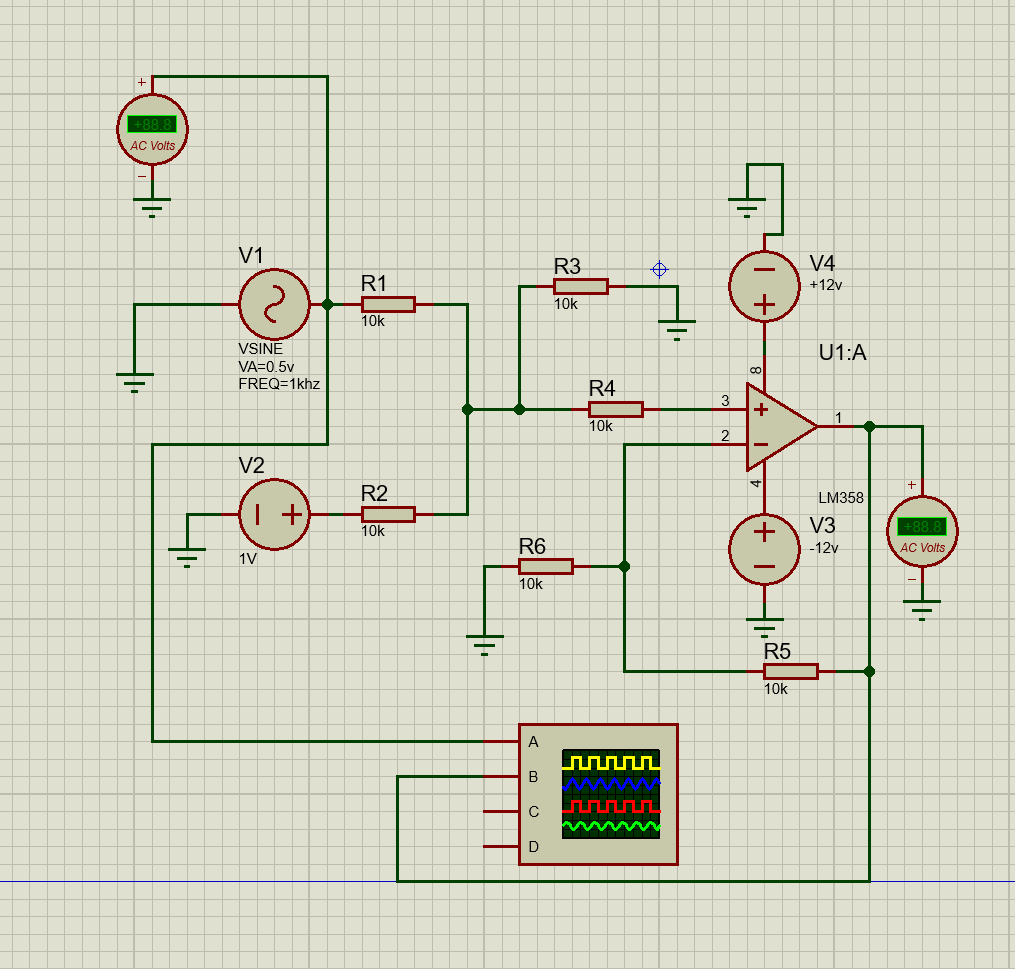 +
+88.8
AC Volts
−
V1
VSINE
VA=0.5v
FREQ=1khz
R1
10k
R3
10k
V4
+12v
−
+
U1:A
8
R4
10k
3
+
2
−
1
4
LM358
V2
1V
+
R2
10k
V3
-12v
+
−
+
+88.8
AC Volts
−
R6
10k
R5
10k
A
B
C
D